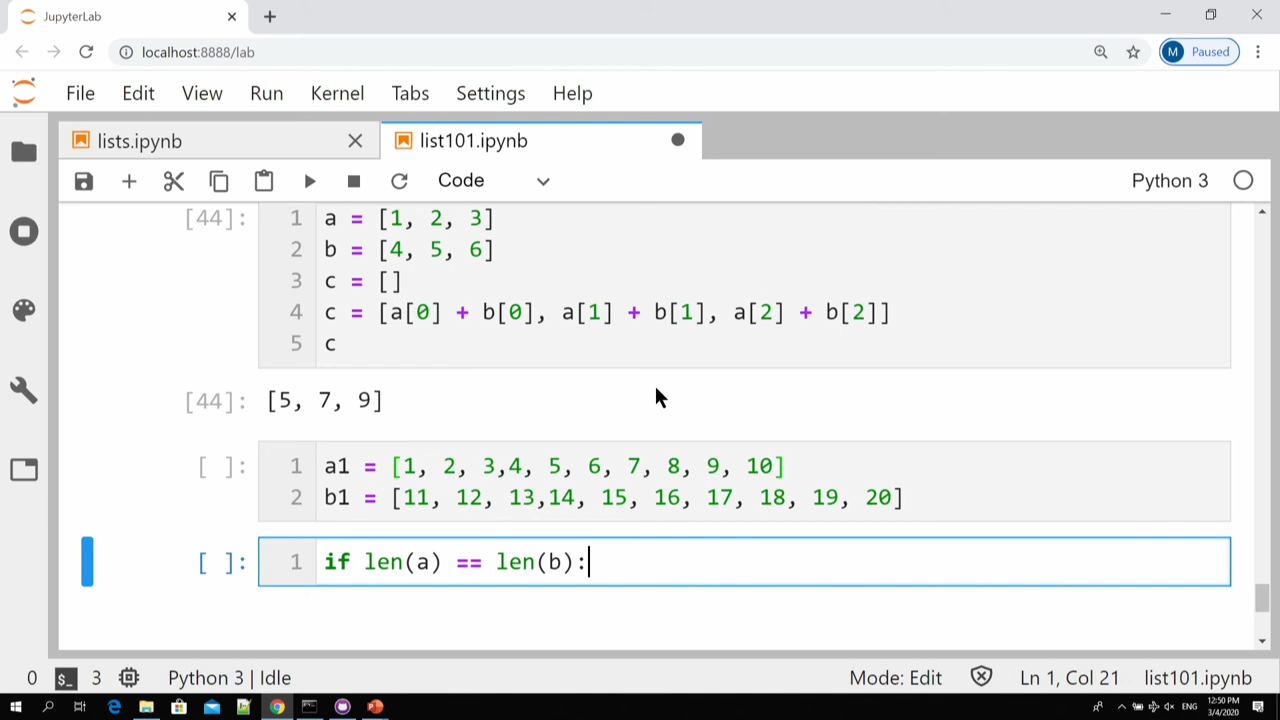 JupyterLab
localhost:8888/lab
M Paused
File Edit View Run Kernel Tabs Settings Help
lists.ipynb list101.ipynb
Code Python 3
[44]: 1 a = [1, 2, 3]
2 b = [4, 5, 6]
3 c = []
4 c = [a[0] + b[0], a[1] + b[1], a[2] + b[2]]
5 c
[44]: [5, 7, 9]
[ ]: 1 a1 = [1, 2, 3,4, 5, 6, 7, 8, 9, 10]
2 b1 = [11, 12, 13,14, 15, 16, 17, 18, 19, 20]
[ ]: 1 if len(a) == len(b):
0 $_ 3 Python 3 | Idle Mode: Edit Ln 1, Col 21 list101.ipynb
ENG 12:50 PM
3/4/2020